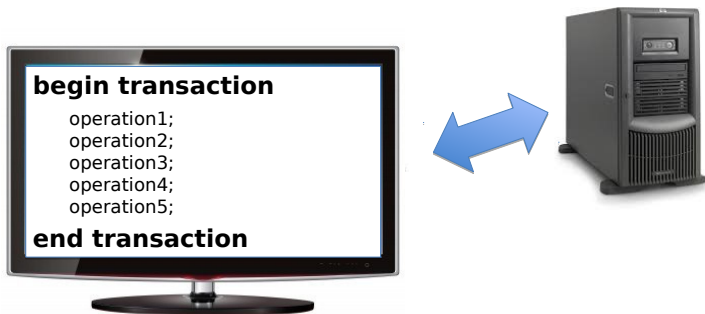 begin transaction
operation1;
operation2;
operation3;
operation4;
operation5;
end transaction